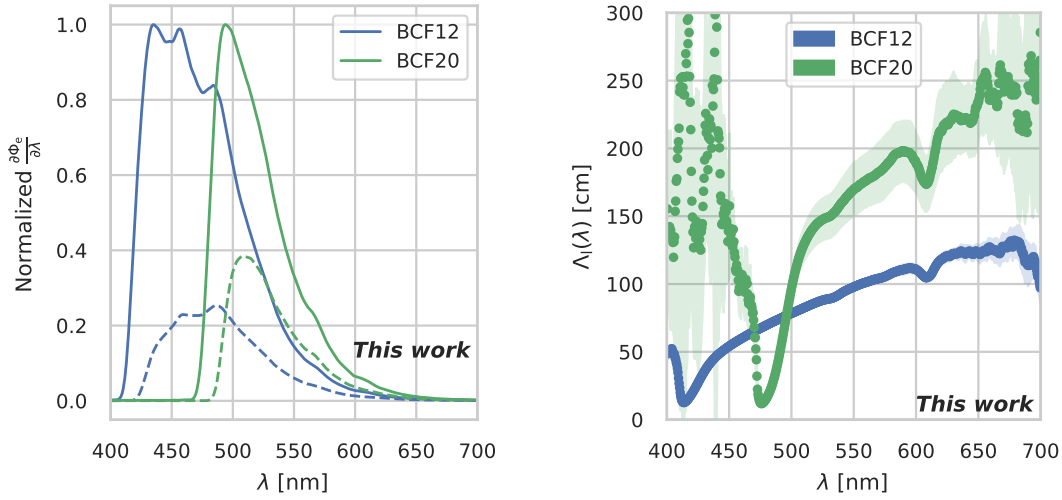 1.0
0.8
0.6
0.4
0.2
0.0
Normalized ∂Φₑ/∂λ
BCF12
BCF20
This work
400 450 500 550 600 650 700
λ [nm]
300
250
200
150
100
50
0
Λₗ(λ) [cm]
BCF12
BCF20
This work
400 450 500 550 600 650 700
λ [nm]